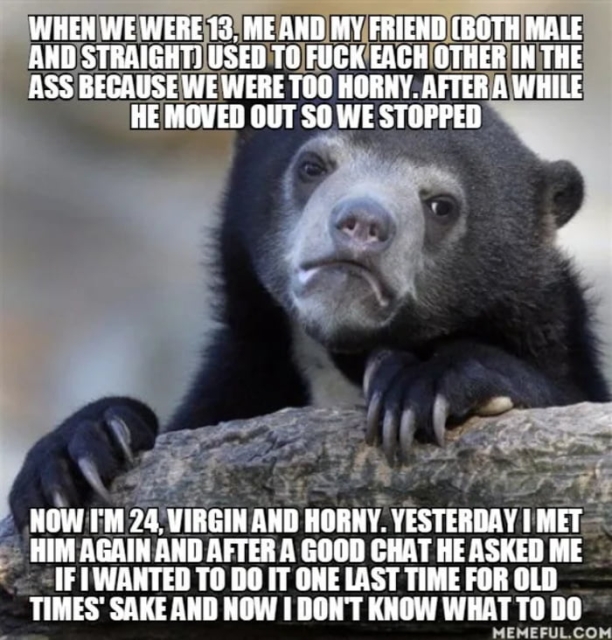 WHEN WE WERE 13, ME AND MY FRIEND (BOTH MALE
AND STRAIGHT) USED TO FUCK EACH OTHER IN THE
ASS BECAUSE WE WERE TOO HORNY. AFTER A WHILE
HE MOVED OUT SO WE STOPPED
NOW I'M 24, VIRGIN AND HORNY. YESTERDAY I MET
HIM AGAIN AND AFTER A GOOD CHAT HE ASKED ME
IF I WANTED TO DO IT ONE LAST TIME FOR OLD
TIMES' SAKE AND NOW I DON'T KNOW WHAT TO DO
MEMEFUL.COM